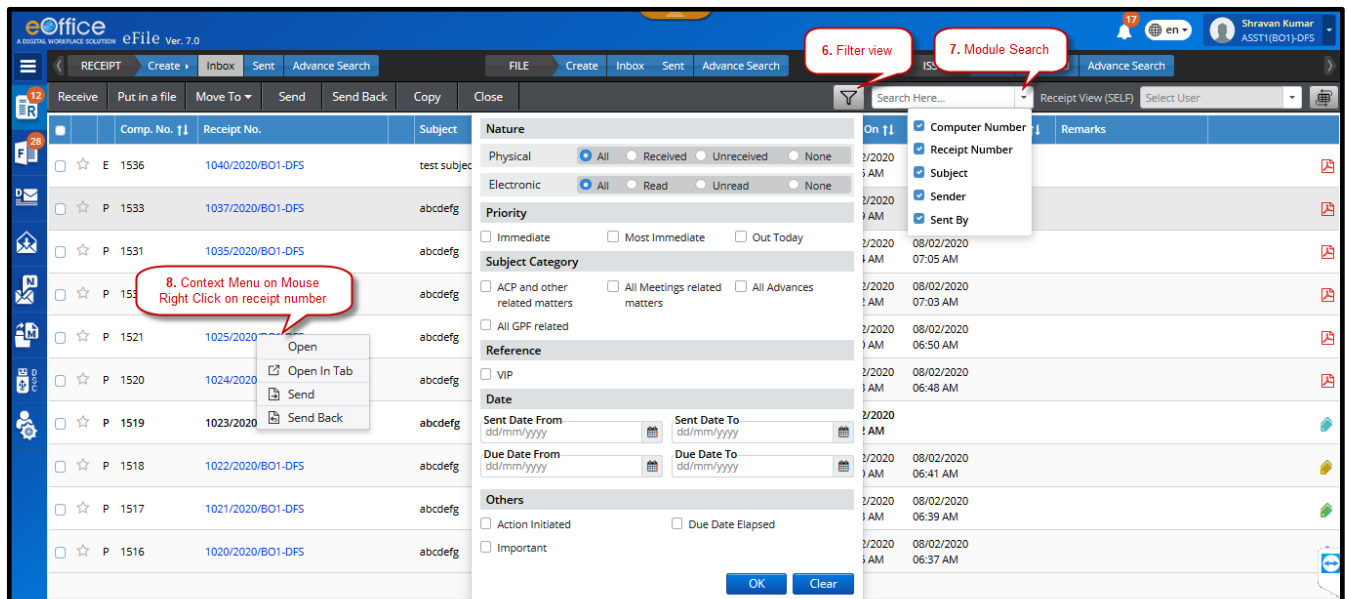 eOffice
A DIGITAL WORKPLACE SOLUTION eFile Ver. 7.0
17
en
Shravan Kumar
ASST1(BO1)-DFS
6. Filter view
7. Module Search
RECEIPT Create Inbox Sent Advance Search
FILE Create Inbox Sent Advance Search
ISS
Advance Search
12
Receive Put in a file Move To Send Send Back Copy Close
Search Here... Receipt View (SELF) Select User
28
Comp. No. Receipt No. Subject
On Remarks
E 1536 1040/2020/BO1-DFS test subjec
P 1533 1037/2020/BO1-DFS abcdefg
P 1531 1035/2020/BO1-DFS abcdefg 08/02/2020
07:05 AM
P 153 abcdefg 08/02/2020
07:03 AM
P 1521 1025/2020 abcdefg 08/02/2020
06:50 AM
P 1520 1024/2020 abcdefg 08/02/2020
06:48 AM
P 1519 1023/2020 abcdefg
P 1518 1022/2020/BO1-DFS abcdefg 08/02/2020
06:41 AM
P 1517 1021/2020/BO1-DFS abcdefg 08/02/2020
06:39 AM
P 1516 1020/2020/BO1-DFS abcdefg 08/02/2020
06:37 AM
8. Context Menu on Mouse
Right Click on receipt number
Open
Open In Tab
Send
Send Back
Nature
Physical All Received Unreceived None
Electronic All Read Unread None
Priority
Immediate Most Immediate Out Today
Subject Category
ACP and other
related matters
All Meetings related
matters
All Advances
All GPF related
Reference
VIP
Date
Sent Date From Sent Date To
dd/mm/yyyy dd/mm/yyyy
Due Date From Due Date To
dd/mm/yyyy dd/mm/yyyy
Others
Action Initiated Due Date Elapsed
Important
OK Clear
Computer Number
Receipt Number
Subject
Sender
Sent By